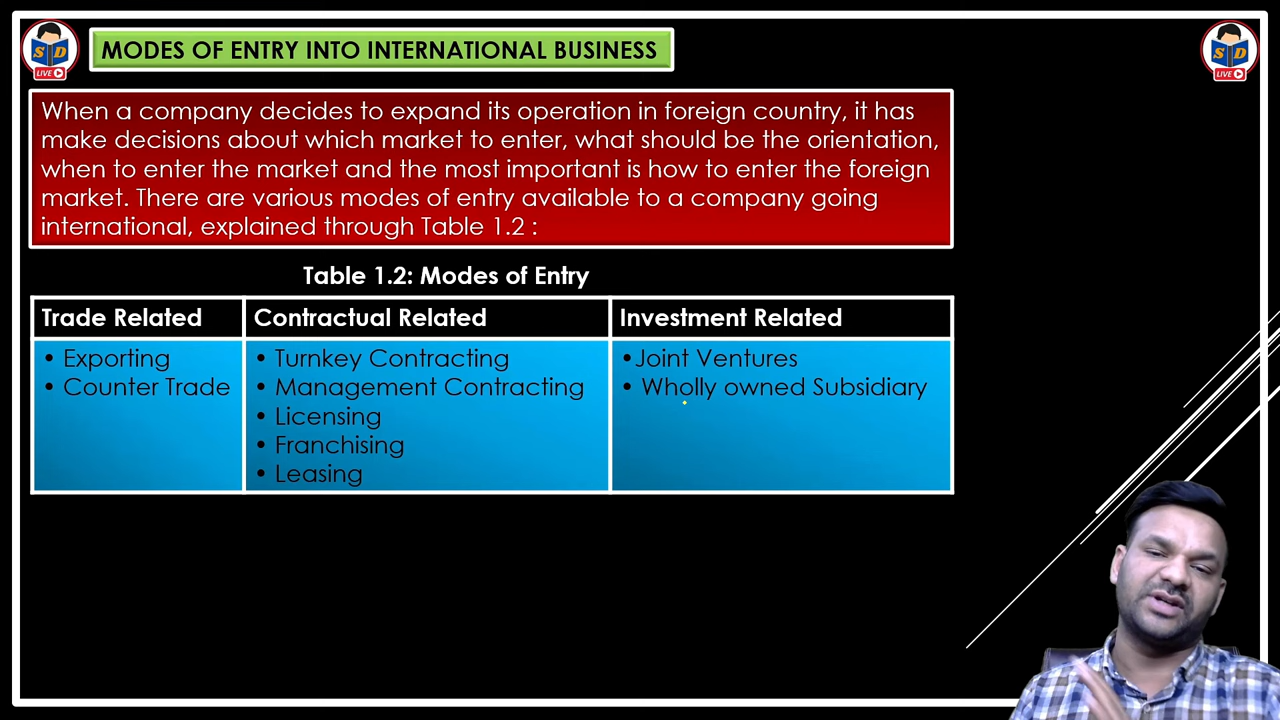 S D
LIVE
MODES OF ENTRY INTO INTERNATIONAL BUSINESS
S D
LIVE
When a company decides to expand its operation in foreign country, it has
make decisions about which market to enter, what should be the orientation,
when to enter the market and the most important is how to enter the foreign
market. There are various modes of entry available to a company going
international, explained through Table 1.2 :
Table 1.2: Modes of Entry
Trade Related
Contractual Related
Investment Related
• Exporting
• Counter Trade
• Turnkey Contracting
• Management Contracting
• Licensing
• Franchising
• Leasing
•Joint Ventures
• Wholly owned Subsidiary